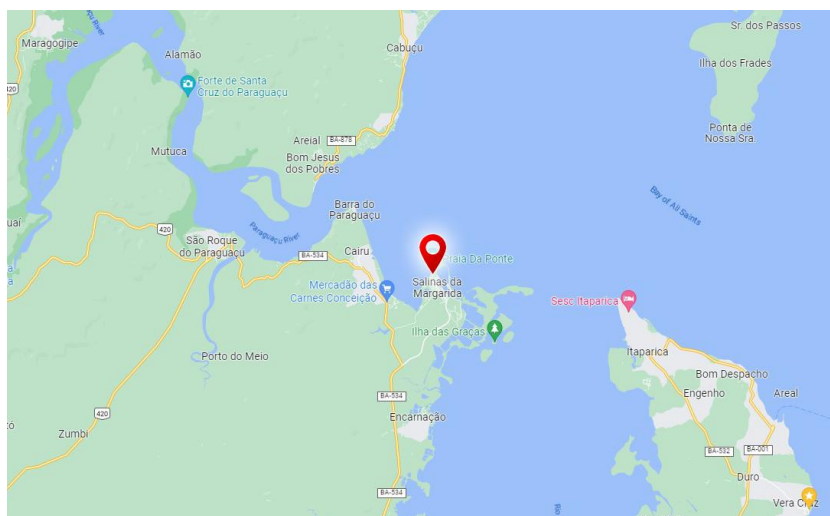 Sr. dos Passos
Maragogipe
Cabuçu
Alamão
Ilha dos Frades
Forte de Santa
Cruz do Paraguaçu
420
Ponta de
Nossa Sra.
Areial
BA-878
Mutuca
Bom Jesus
dos Pobres
Bay of All Saints
Barra do
Paraguaçu
420
Paraguaçu River
São Roque
do Paraguaçu
Cairu
BA-534
raia Da Ponte
Salinas da
Margarida
Mercadão das
Carnes Conceição
Sesc Itaparica
Ilha das Graças
Itaparica
Porto do Meio
Bom Despacho
Engenho
Areal
BA-534
420
Encarnação
Zumbi
BA-532
BA-001
Duro
BA-534
Vera Cruz